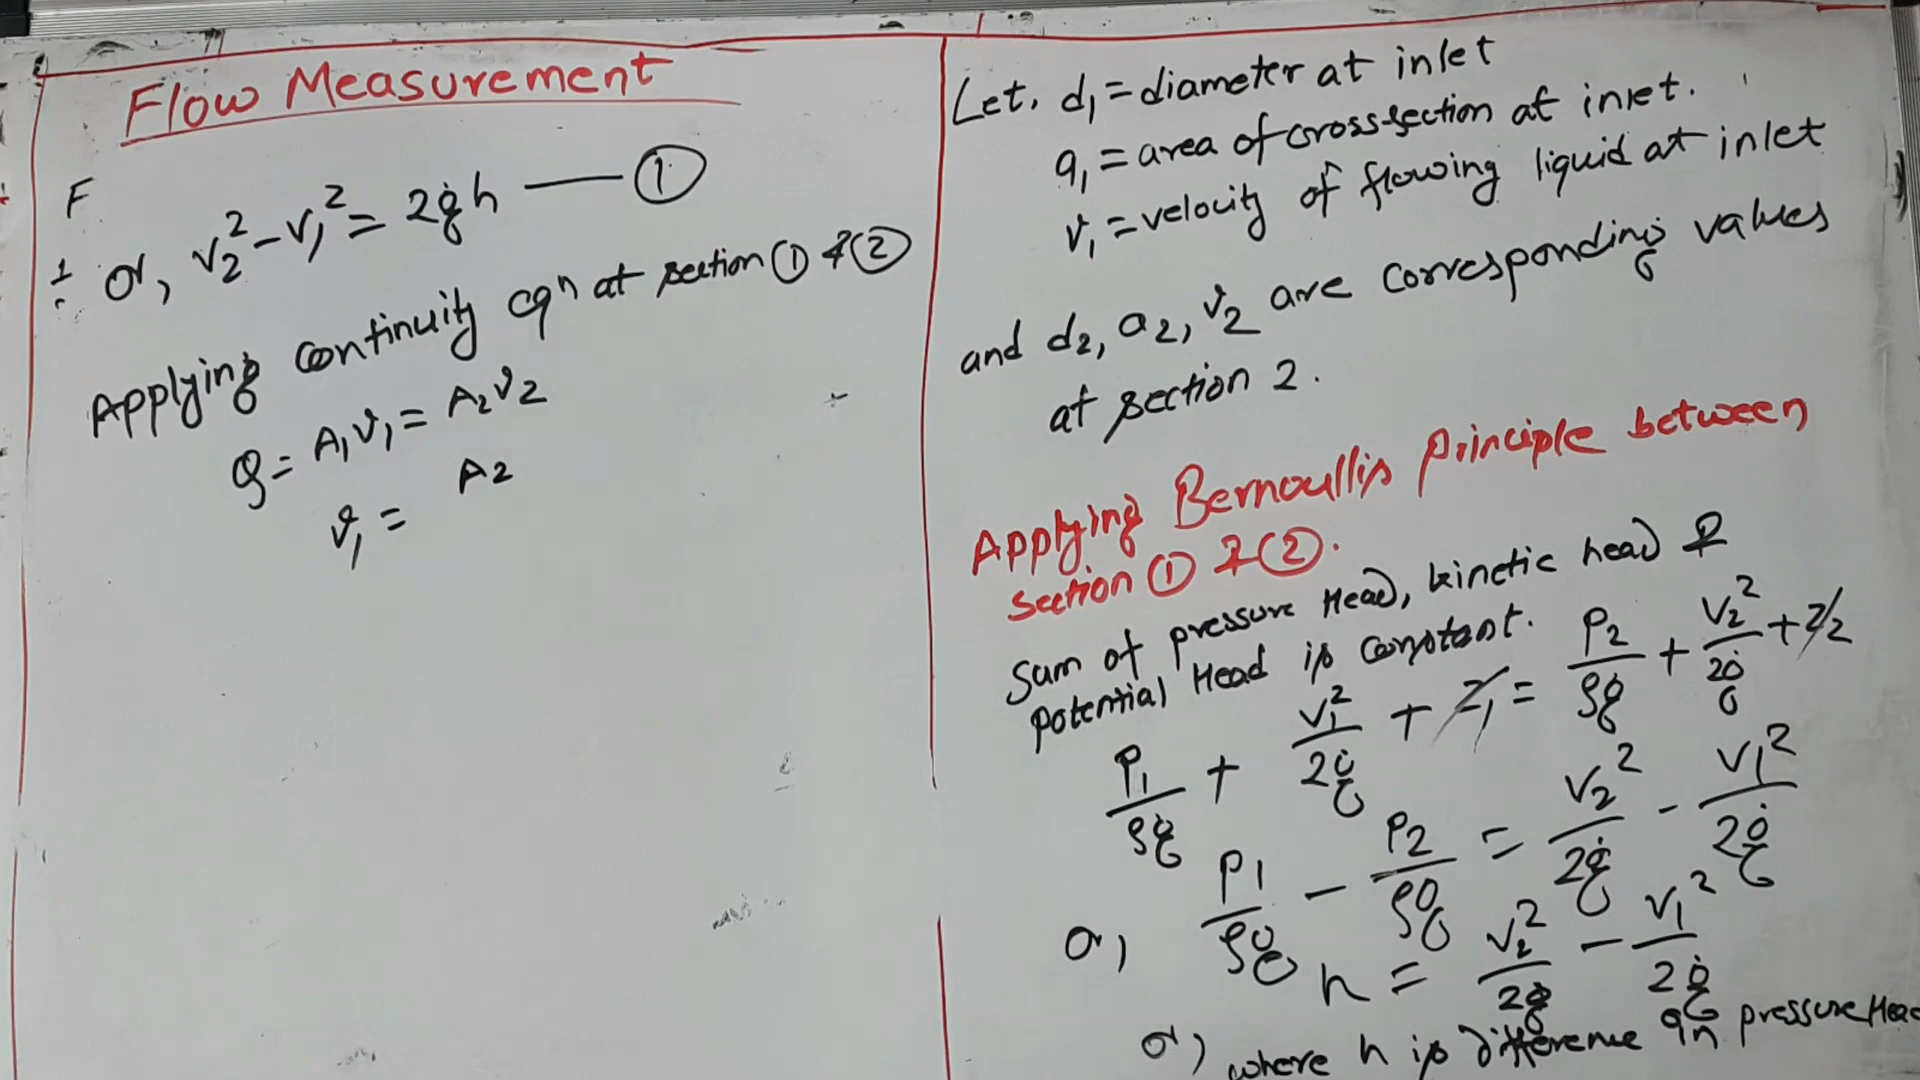 Flow Measurement
F
or, v₂² - v₁² = 2gh — ①
Applying continuity eqⁿ at section ① & ②
Q = A₁v₁ = A₂v₂
v₁ = A₂
Let, d₁ = diameter at inlet
a₁ = area of cross-section at inlet.
v₁ = velocity of flowing liquid at inlet
and d₂, a₂, v₂ are corresponding values
at section 2.
Applying Bernoullis principle between
section ① & ②.
Sum of pressure Head, kinetic head &
potential Head is constant.
P₁/ρg + v₁²/2g + z₁ = P₂/ρg + v₂²/2g + z₂
or, P₁/ρg - P₂/ρg = v₂²/2g - v₁²/2g
or, h = v₂²/2g - v₁²/2g
where h is difference in pressure Head